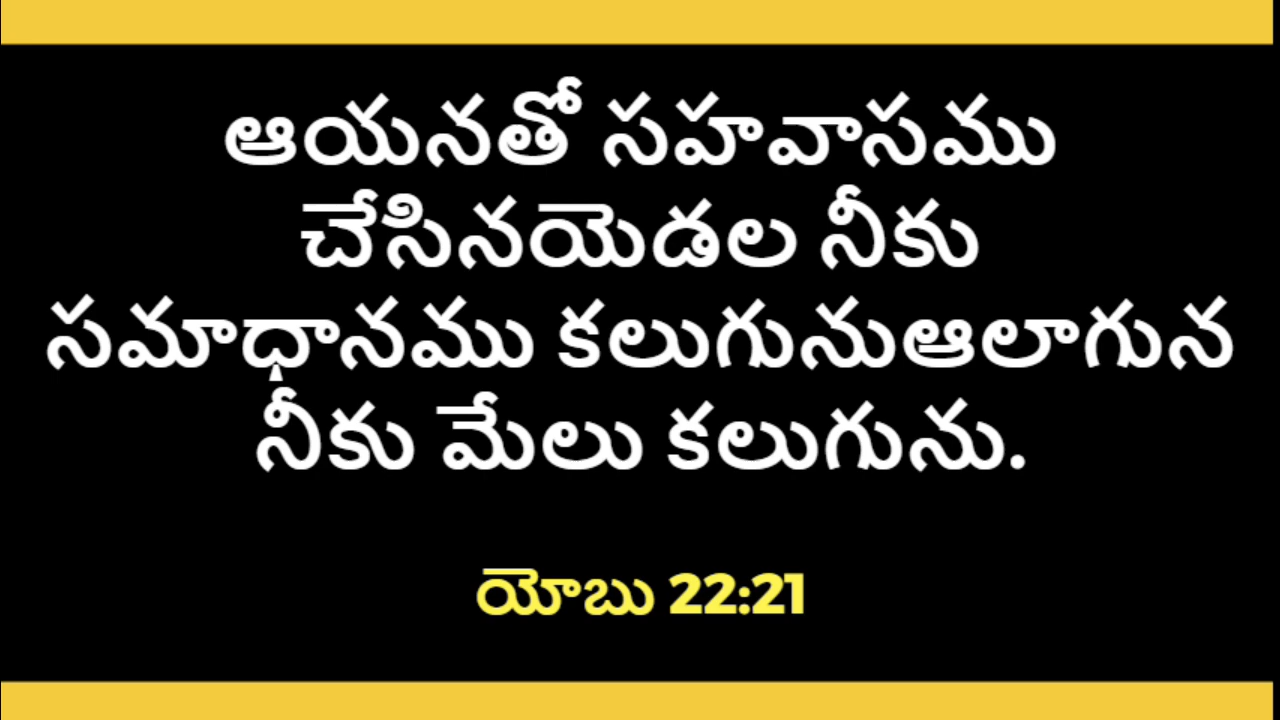 ఆయనతో సహవాసము
చేసినయెడల నీకు
సమాధానము కలుగునుఆలాగున
నీకు మేలు కలుగును.
యోబు 22:21